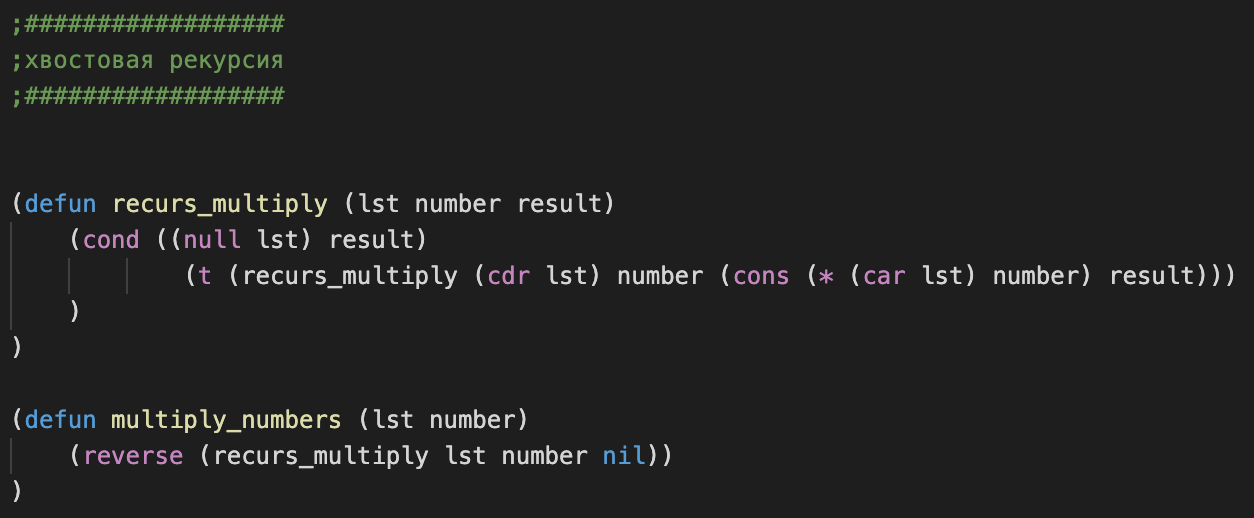 ;##################
;хвостовая рекурсия
;##################
(defun recurs_multiply (lst number result)
(cond ((null lst) result)
(t (recurs_multiply (cdr lst) number (cons (* (car lst) number) result)))
)
)
(defun multiply_numbers (lst number)
(reverse (recurs_multiply lst number nil))
)